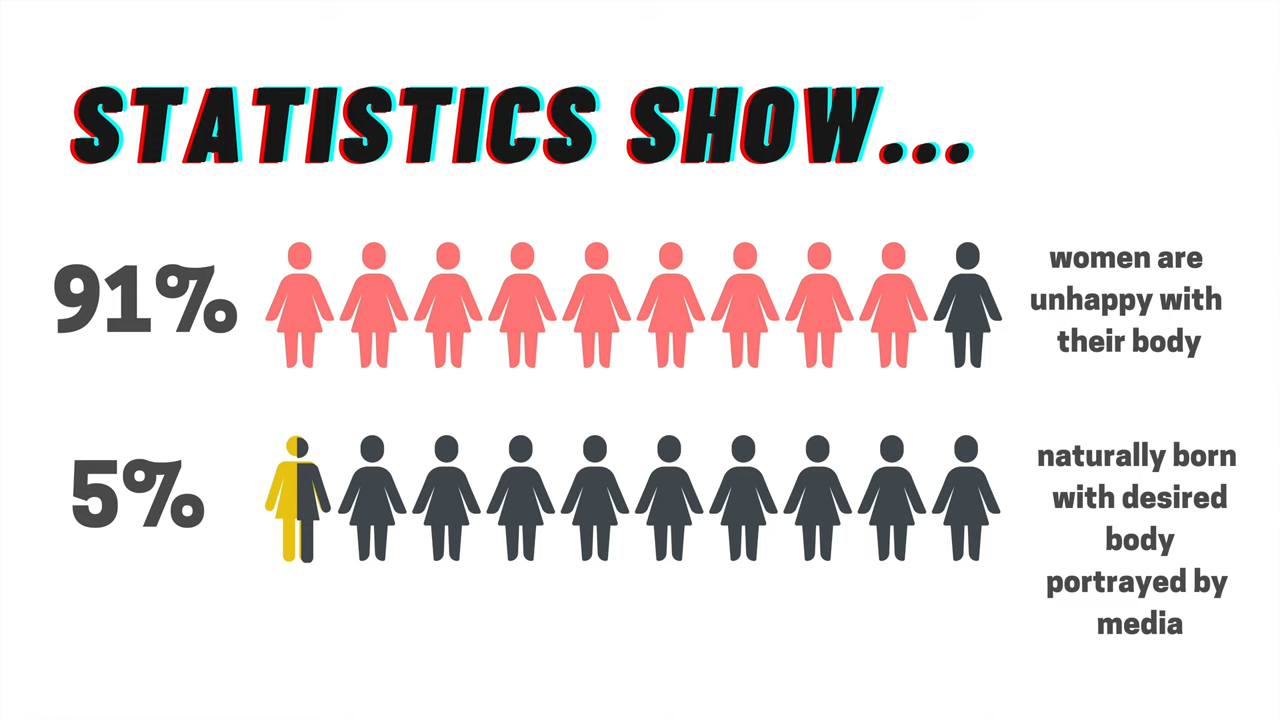 STATISTICS SHOW...
91%
women are
unhappy with
their body
5%
naturally born
with desired
body
portrayed by
media